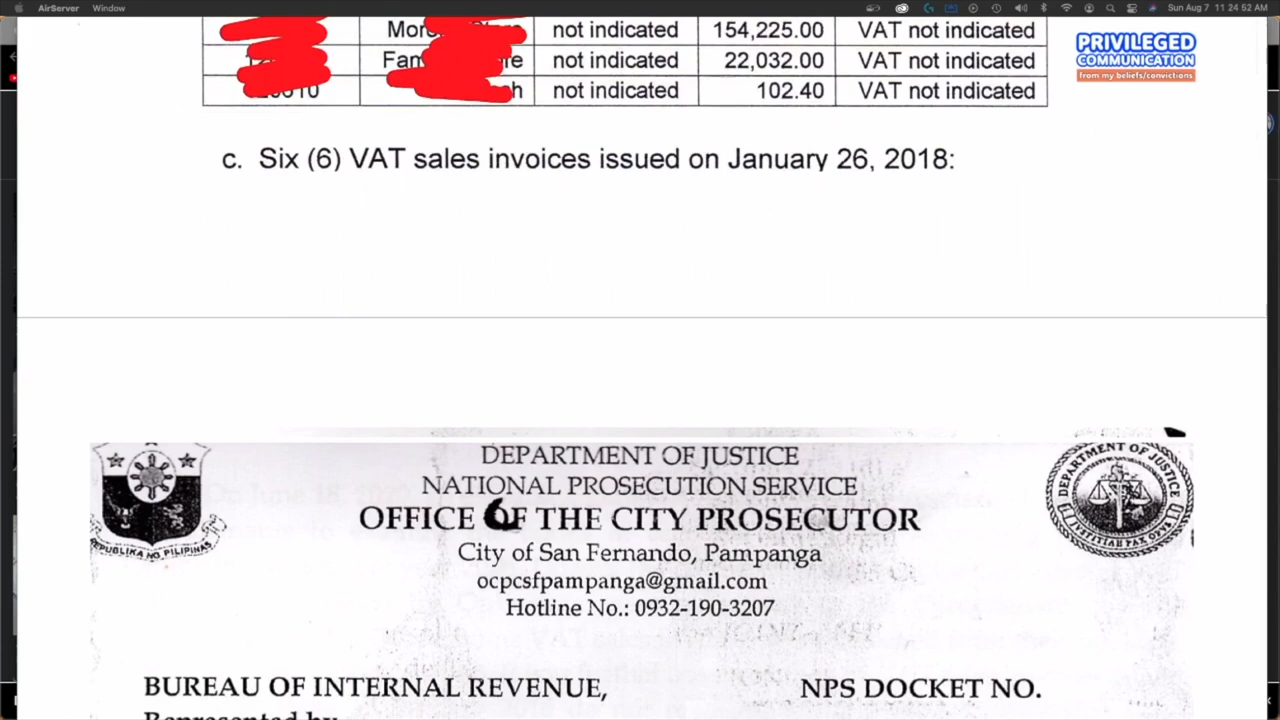 AirServer Window Sun Aug 7 11 24 52 AM
not indicated 154,225.00 VAT not indicated
not indicated 22,032.00 VAT not indicated
not indicated 102.40 VAT not indicated
PRIVILEGED
COMMUNICATION
from my beliefs/convictions
c. Six (6) VAT sales invoices issued on January 26, 2018:
DEPARTMENT OF JUSTICE
NATIONAL PROSECUTION SERVICE
OFFICE OF THE CITY PROSECUTOR
City of San Fernando, Pampanga
ocpcsfpampanga@gmail.com
Hotline No.: 0932-190-3207
REPUBLIKA NG PILIPINAS
DEPARTMENT OF JUSTICE
BUREAU OF INTERNAL REVENUE, NPS DOCKET NO.
Represented by